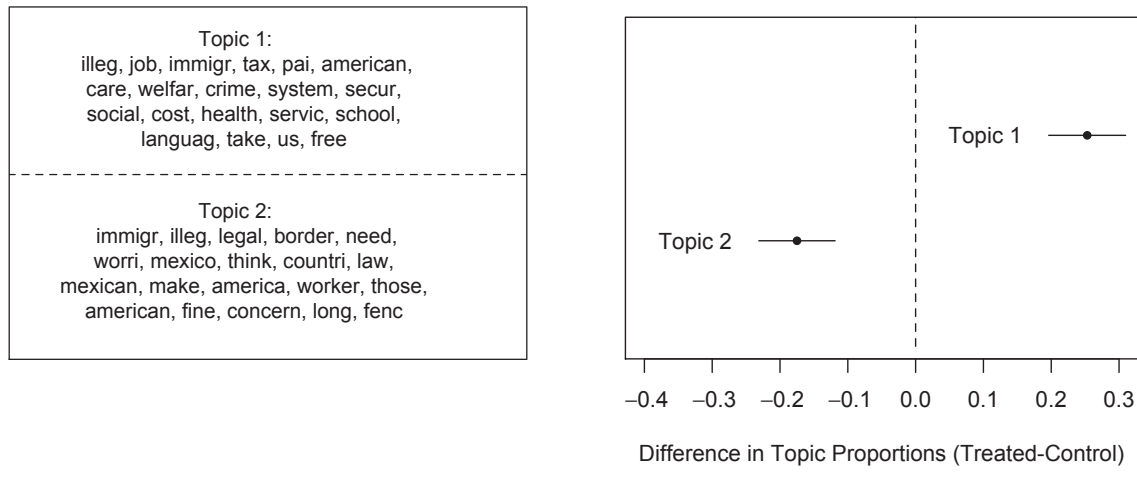 Topic 1:
illeg, job, immigr, tax, pai, american,
care, welfar, crime, system, secur,
social, cost, health, servic, school,
languag, take, us, free
Topic 2:
immigr, illeg, legal, border, need,
worri, mexico, think, countri, law,
mexican, make, america, worker, those,
american, fine, concern, long, fenc
Topic 1
Topic 2
−0.4 −0.3 −0.2 −0.1 0.0 0.1 0.2 0.3
Difference in Topic Proportions (Treated-Control)